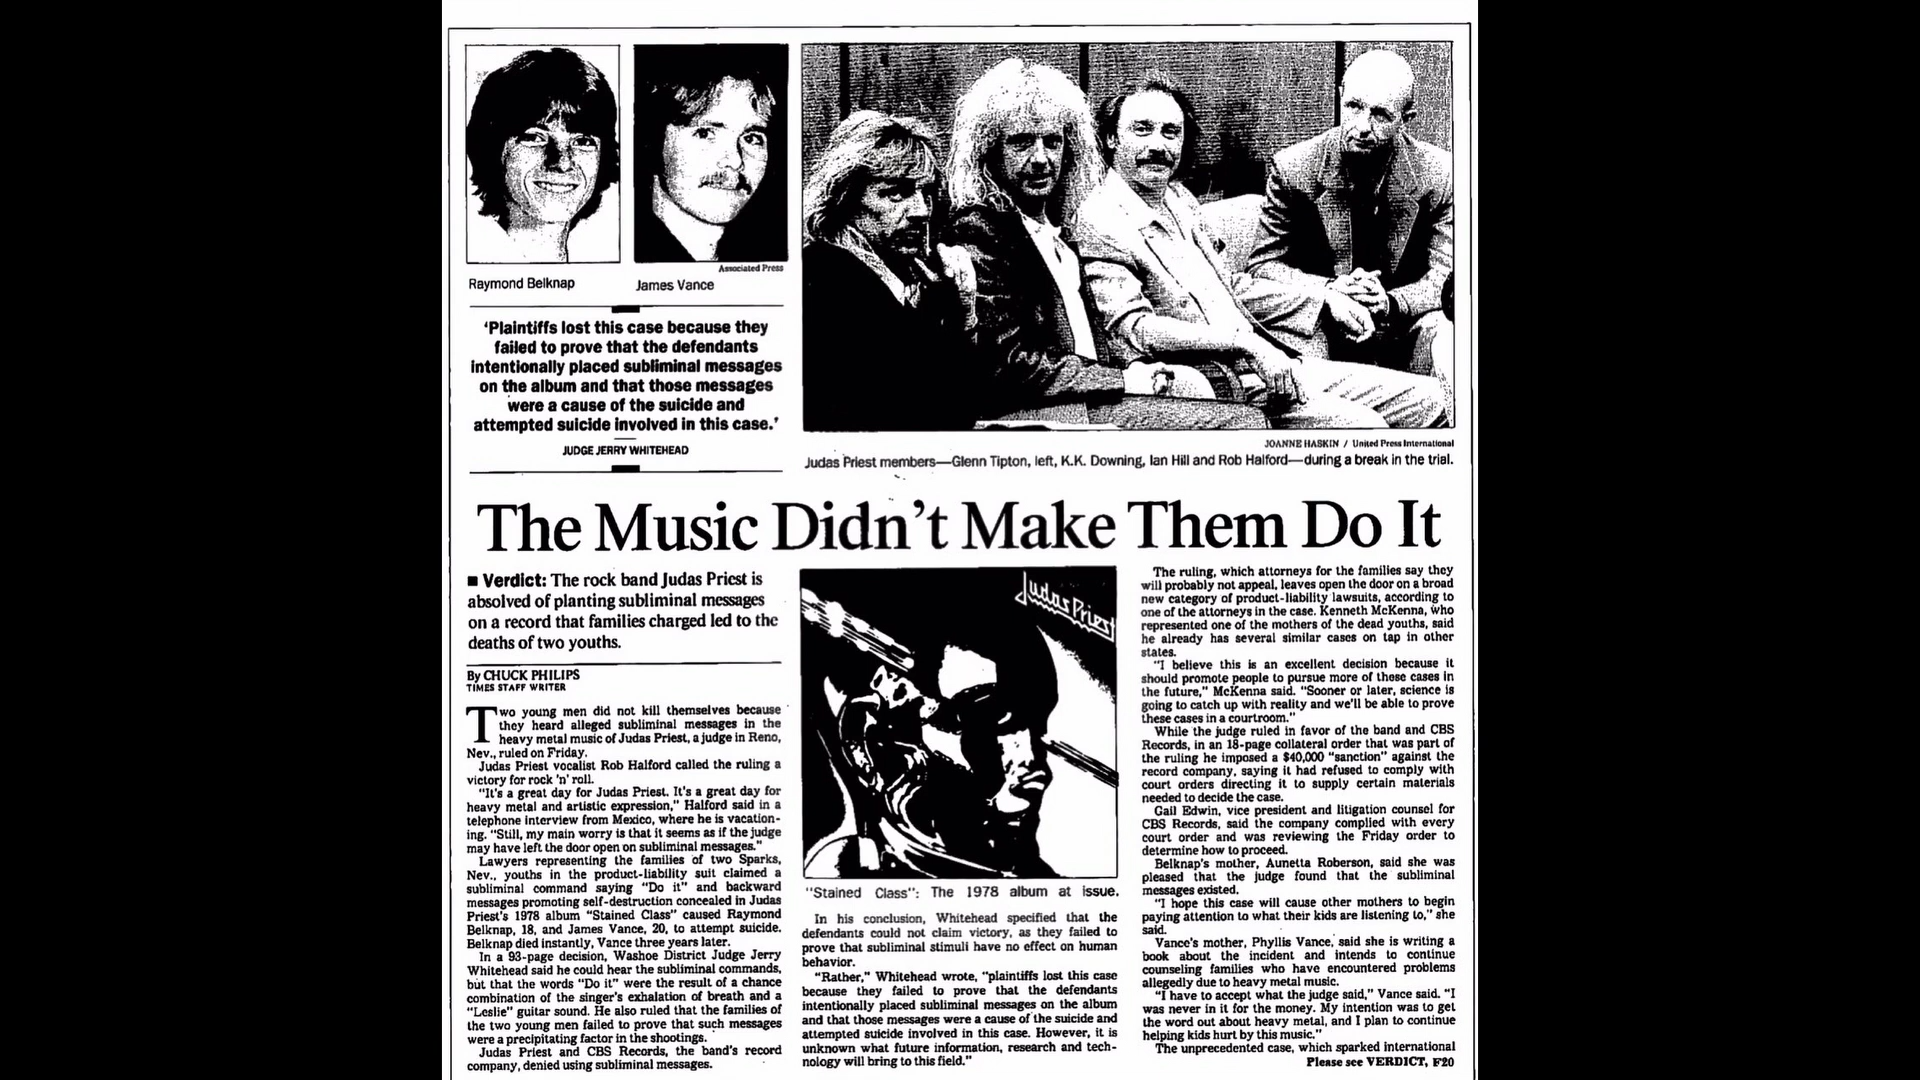 Associated Press
Raymond Belknap
James Vance
'Plaintiffs lost this case because they
failed to prove that the defendants
intentionally placed subliminal messages
on the album and that those messages
were a cause of the suicide and
attempted suicide involved in this case.'
JUDGE JERRY WHITEHEAD
JOANNE HASKIN / United Press International
Judas Priest members—Glenn Tipton, left, K.K. Downing, Ian Hill and Rob Halford—during a break in the trial.
The Music Didn't Make Them Do It
■ Verdict: The rock band Judas Priest is
absolved of planting subliminal messages
on a record that families charged led to the
deaths of two youths.
By CHUCK PHILIPS
TIMES STAFF WRITER
Two young men did not kill themselves because
they heard alleged subliminal messages in the
heavy metal music of Judas Priest, a judge in Reno,
Nev., ruled on Friday.
Judas Priest vocalist Rob Halford called the ruling a
victory for rock 'n' roll.
"It's a great day for Judas Priest. It's a great day for
heavy metal and artistic expression," Halford said in a
telephone interview from Mexico, where he is vacation-
ing. "Still, my main worry is that it seems as if the judge
may have left the door open on subliminal messages."
Lawyers representing the families of two Sparks,
Nev., youths in the product-liability suit claimed a
subliminal command saying "Do it" and backward
messages promoting self-destruction concealed in Judas
Priest's 1978 album "Stained Class" caused Raymond
Belknap, 18, and James Vance, 20, to attempt suicide.
Belknap died instantly, Vance three years later.
In a 93-page decision, Washoe District Judge Jerry
Whitehead said he could hear the subliminal commands,
but that the words "Do it" were the result of a chance
combination of the singer's exhalation of breath and a
"Leslie" guitar sound. He also ruled that the families of
the two young men failed to prove that such messages
were a precipitating factor in the shootings.
Judas Priest and CBS Records, the band's record
company, denied using subliminal messages.
Judas Priest
"Stained Class": The 1978 album at issue.
In his conclusion, Whitehead specified that the
defendants could not claim victory, as they failed to
prove that subliminal stimuli have no effect on human
behavior.
"Rather," Whitehead wrote, "plaintiffs lost this case
because they failed to prove that the defendants
intentionally placed subliminal messages on the album
and that those messages were a cause of the suicide and
attempted suicide involved in this case. However, it is
unknown what future information, research and tech-
nology will bring to this field."
The ruling, which attorneys for the families say they
will probably not appeal, leaves open the door on a broad
new category of product-liability lawsuits, according to
one of the attorneys in the case. Kenneth McKenna, who
represented one of the mothers of the dead youths, said
he already has several similar cases on tap in other
states.
"I believe this is an excellent decision because it
should promote people to pursue more of these cases in
the future," McKenna said. "Sooner or later, science is
going to catch up with reality and we'll be able to prove
these cases in a courtroom."
While the judge ruled in favor of the band and CBS
Records, in an 18-page collateral order that was part of
the ruling he imposed a $40,000 "sanction" against the
record company, saying it had refused to comply with
court orders directing it to supply certain materials
needed to decide the case.
Gail Edwin, vice president and litigation counsel for
CBS Records, said the company complied with every
court order and was reviewing the Friday order to
determine how to proceed.
Belknap's mother, Aunetta Roberson, said she was
pleased that the judge found that the subliminal
messages existed.
"I hope this case will cause other mothers to begin
paying attention to what their kids are listening to," she
said.
Vance's mother, Phyllis Vance, said she is writing a
book about the incident and intends to continue
counseling families who have encountered problems
allegedly due to heavy metal music.
"I have to accept what the judge said," Vance said. "I
was never in it for the money. My intention was to get
the word out about heavy metal, and I plan to continue
helping kids hurt by this music."
The unprecedented case, which sparked international
Please see VERDICT, F20